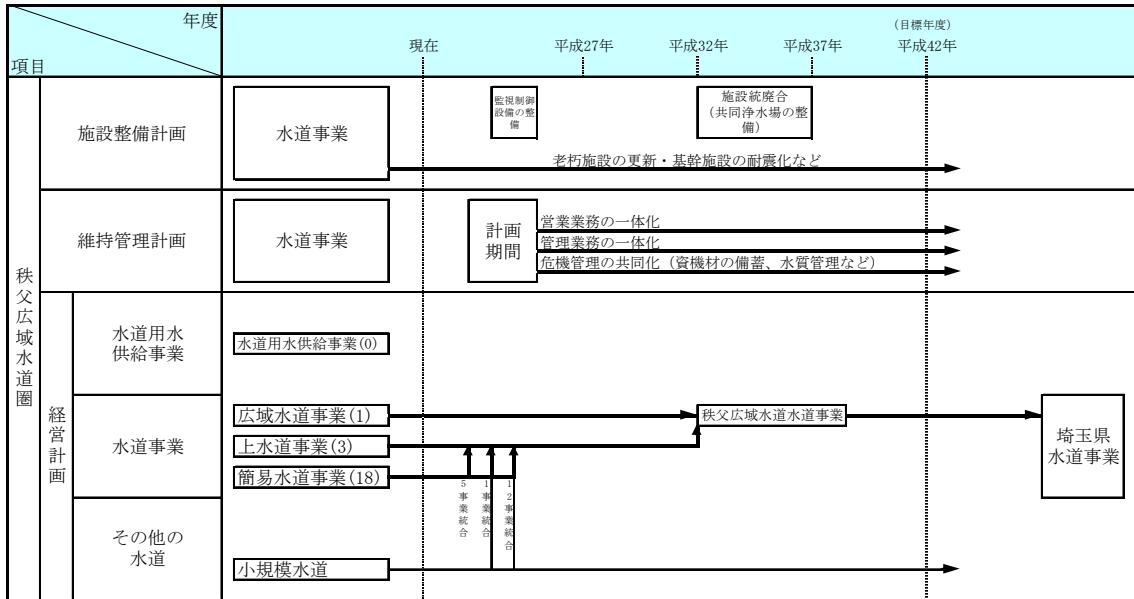 年度
項目
現在
平成27年
平成32年
平成37年
(目標年度)
平成42年
秩父広域水道圏
施設整備計画
水道事業
監視制御
設備の整
備
施設統廃合
(共同浄水場の整
備)
老朽施設の更新・基幹施設の耐震化など
維持管理計画
水道事業
計画
期間
営業業務の一体化
管理業務の一体化
危機管理の共同化(資機材の備蓄、水質管理など)
経営計画
水道用水
供給事業
水道用水供給事業(0)
水道事業
広域水道事業(1)
秩父広域水道水道事業
埼玉県
水道事業
上水道事業(3)
簡易水道事業(18)
5事業統合
1事業統合
12事業統合
その他の
水道
小規模水道